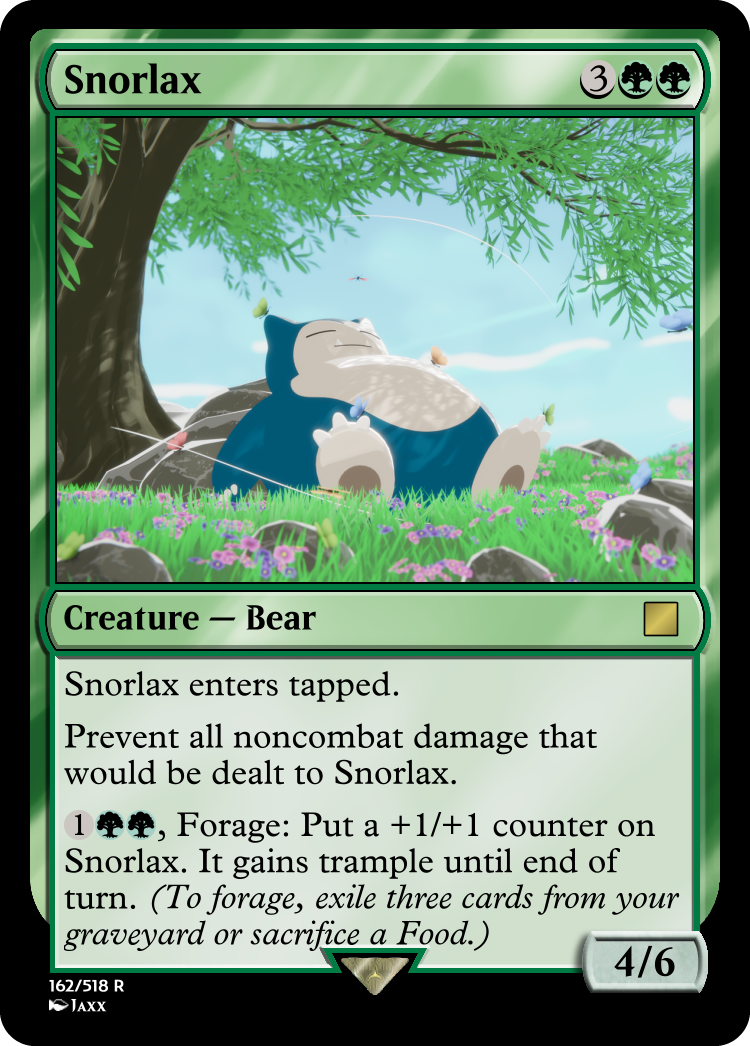 Snorlax 3
Creature — Bear
Snorlax enters tapped.
Prevent all noncombat damage that
would be dealt to Snorlax.
1, Forage: Put a +1/+1 counter on
Snorlax. It gains trample until end of
turn. (To forage, exile three cards from your
graveyard or sacrifice a Food.)
4/6
162/518 R
Jaxx